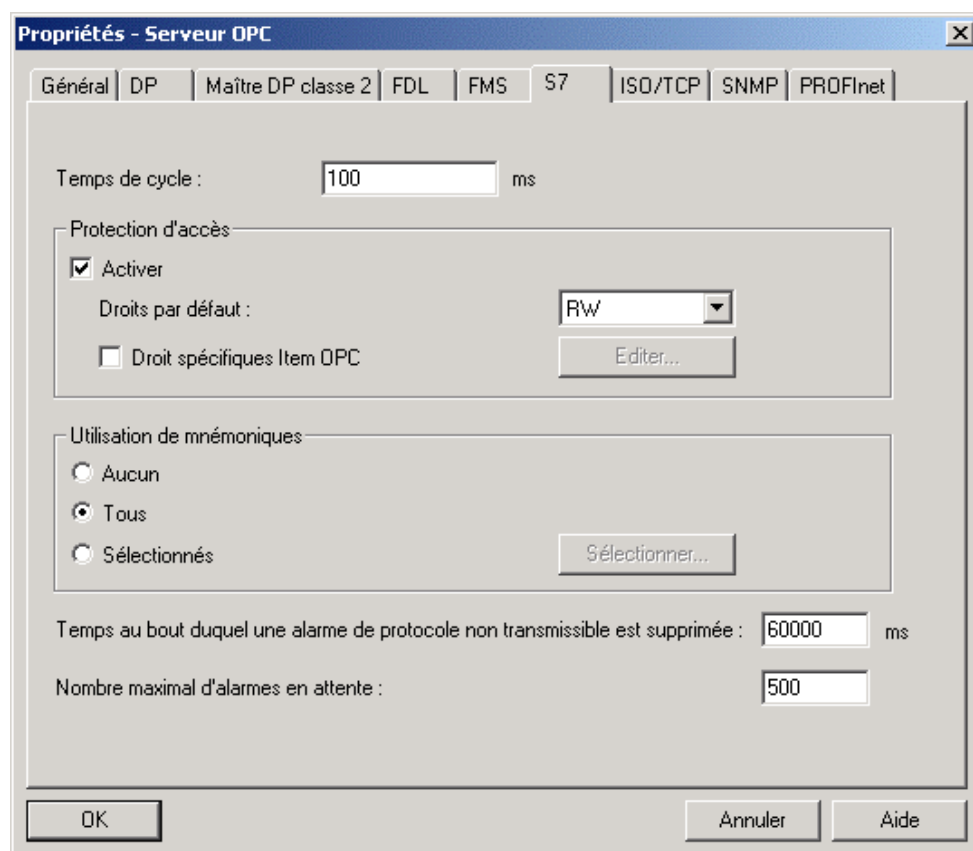 Propriétés - Serveur OPC
Général DP Maître DP classe 2 FDL FMS S7 ISO/TCP SNMP PROFInet
Temps de cycle : 100 ms
Protection d'accès
Activer
Droits par défaut : RW
Droit spécifiques Item OPC Editer...
Utilisation de mnémoniques
Aucun
Tous
Sélectionnés Sélectionner...
Temps au bout duquel une alarme de protocole non transmissible est supprimée : 60000 ms
Nombre maximal d'alarmes en attente : 500
OK Annuler Aide